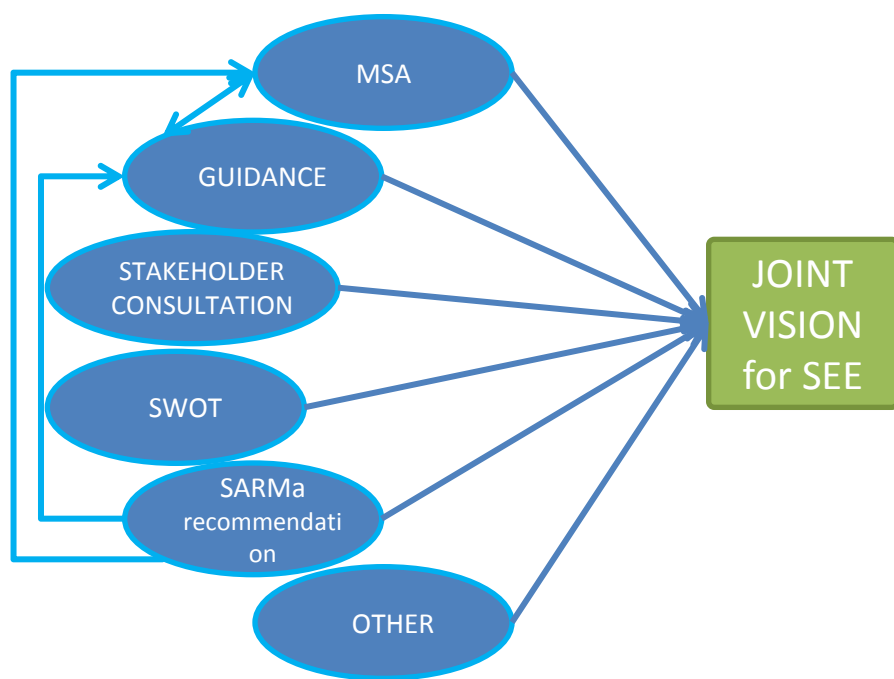 MSA
GUIDANCE
STAKEHOLDER
CONSULTATION
SWOT
SARMa
recommendati
on
OTHER
JOINT
VISION
for SEE